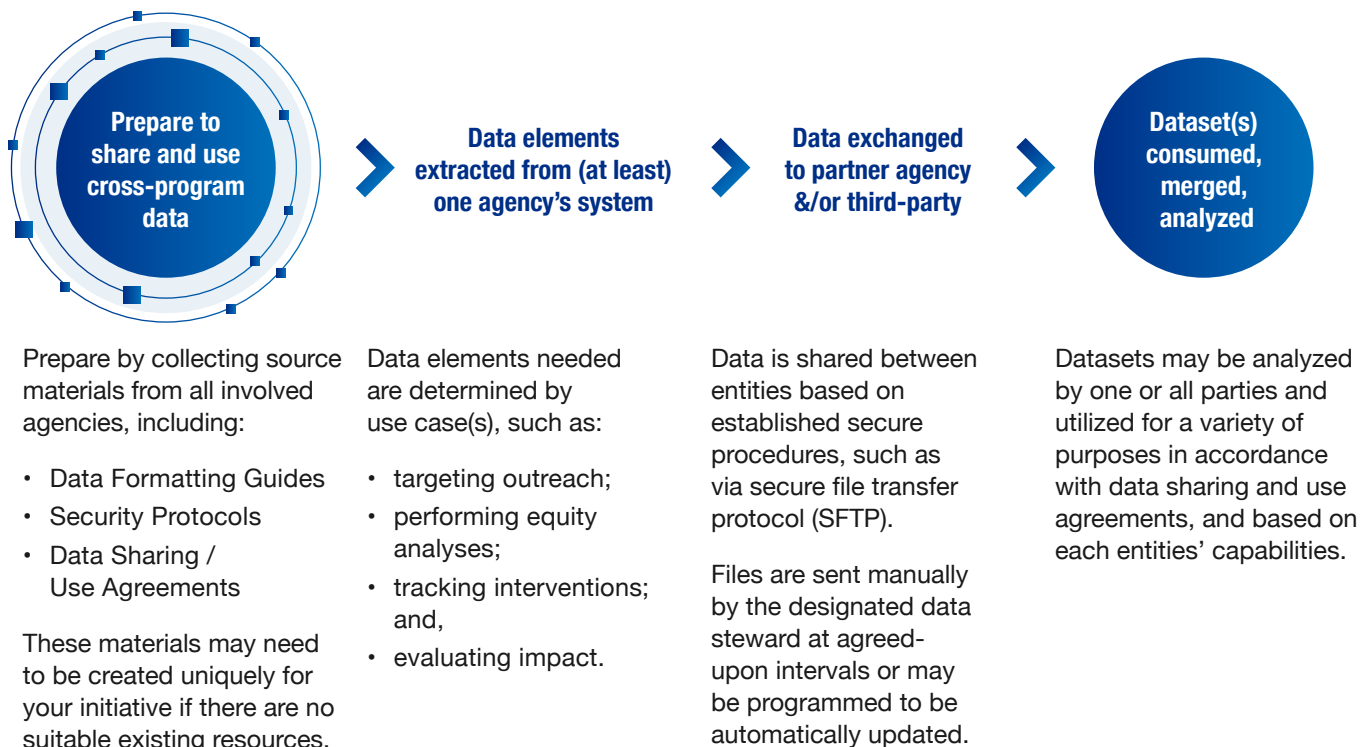 Prepare to
share and use
cross-program
data
Data elements
extracted from (at least)
one agency's system
Data exchanged
to partner agency
&/or third-party
Dataset(s)
consumed,
merged,
analyzed
Prepare by collecting source
materials from all involved
agencies, including:
• Data Formatting Guides
• Security Protocols
• Data Sharing /
Use Agreements
These materials may need
to be created uniquely for
your initiative if there are no
suitable existing resources.
Data elements needed
are determined by
use case(s), such as:
• targeting outreach;
• performing equity
analyses;
• tracking interventions;
and,
• evaluating impact.
Data is shared between
entities based on
established secure
procedures, such as
via secure file transfer
protocol (SFTP).
Files are sent manually
by the designated data
steward at agreed-
upon intervals or may
be programmed to be
automatically updated.
Datasets may be analyzed
by one or all parties and
utilized for a variety of
purposes in accordance
with data sharing and use
agreements, and based on
each entities' capabilities.